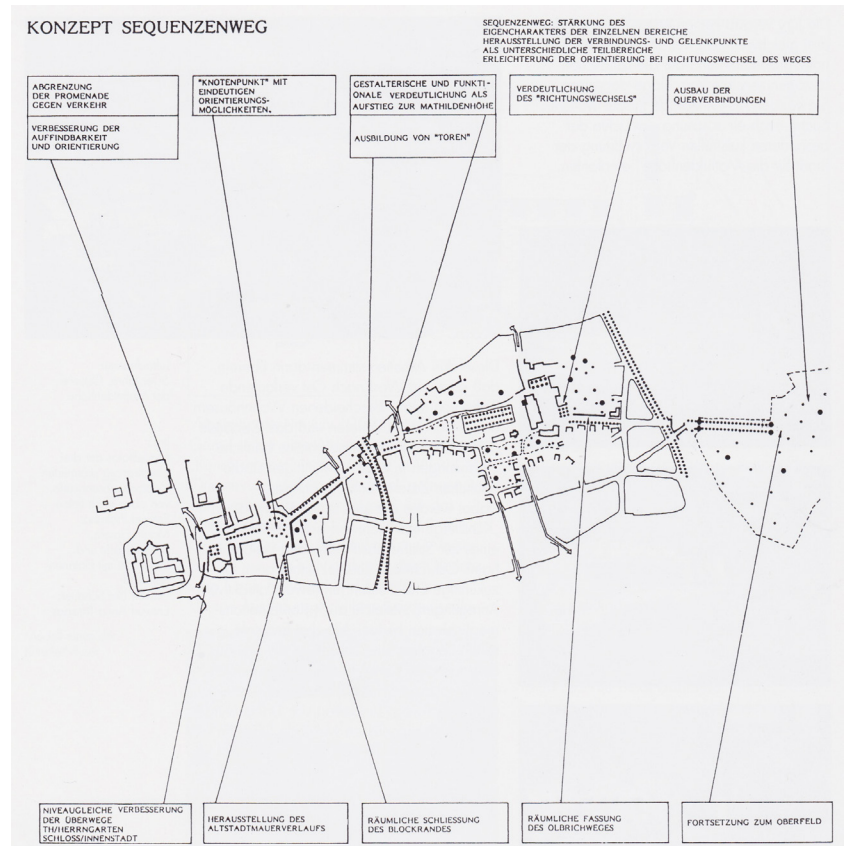 KONZEPT SEQUENZENWEG
SEQUENZENWEG: STÄRKUNG DES
EIGENCHARAKTERS DER EINZELNEN BEREICHE
HERAUSSTELLUNG DER VERBINDUNGS- UND GELENKPUNKTE
ALS UNTERSCHIEDLICHE TEILBEREICHE
ERLEICHTERUNG DER ORIENTIERUNG BEI RICHTUNGSWECHSEL DES WEGES
ABGRENZUNG
DER PROMENADE
GEGEN VERKEHR
VERBESSERUNG DER
AUFFINDBARKEIT
UND ORIENTIERUNG
"KNOTENPUNKT" MIT
EINDEUTIGEN
ORIENTIERUNGS-
MÖGLICHKEITEN.
GESTALTERISCHE UND FUNKTI-
ONALE VERDEUTLICHUNG ALS
AUFSTIEG ZUR MATHILDENHÖHE
AUSBILDUNG VON "TOREN"
VERDEUTLICHUNG
DES "RICHTUNGSWECHSELS"
AUSBAU DER
QUERVERBINDUNGEN
NIVEAUGLEICHE VERBESSERUNG
DER ÜBERWEGE
TH/HERRNGARTEN
SCHLOSS/INNENSTADT
HERAUSSTELLUNG DES
ALTSTADTMAUERVERLAUFS
RÄUMLICHE SCHLIESSUNG
DES BLOCKRANDES
RÄUMLICHE FASSUNG
DES OLBRICHWEGES
FORTSETZUNG ZUM OBERFELD